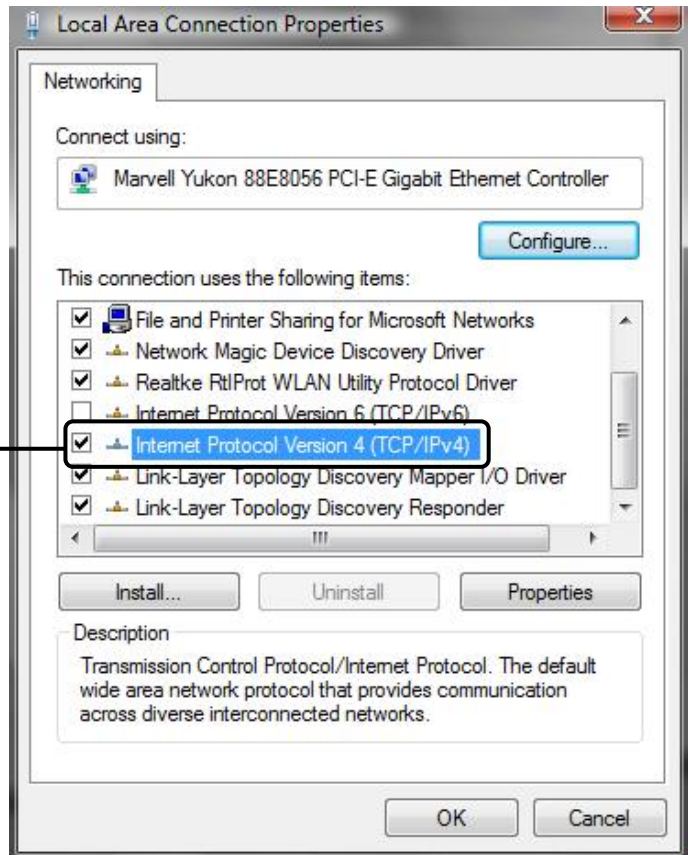 Local Area Connection Properties
Networking
Connect using:
Marvell Yukon 88E8056 PCI-E Gigabit Ethernet Controller
Configure...
This connection uses the following items:
File and Printer Sharing for Microsoft Networks
Network Magic Device Discovery Driver
Realtke RtlProt WLAN Utility Protocol Driver
Internet Protocol Version 6 (TCP/IPv6)
Internet Protocol Version 4 (TCP/IPv4)
Link-Layer Topology Discovery Mapper I/O Driver
Link-Layer Topology Discovery Responder
Install...
Uninstall
Properties
Description
Transmission Control Protocol/Internet Protocol. The default
wide area network protocol that provides communication
across diverse interconnected networks.
OK
Cancel